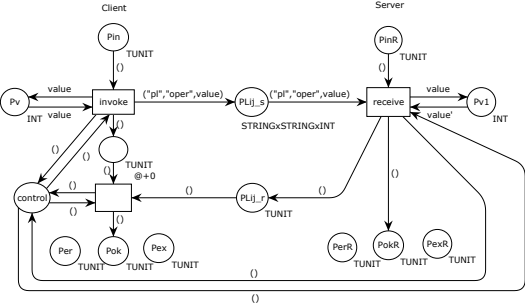 Client
Server
Pin
TUNIT
()
PinR
TUNIT
()
Pv
INT
value
value
invoke
("pl","oper",value)
PLij_s
STRINGxSTRINGxINT
("pl","oper",value)
receive
value
value'
Pv1
INT
()
()
()
TUNIT
@+0
()
control
()
()
()
()
PLij_r
TUNIT
()
()
()
Per
TUNIT
Pok
TUNIT
Pex
TUNIT
PerR
TUNIT
PokR
TUNIT
PexR
TUNIT
()
()